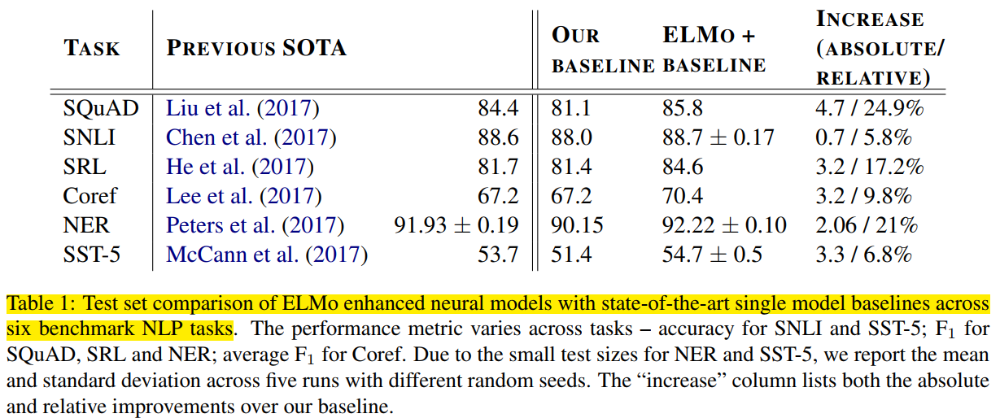 TASK PREVIOUS SOTA OUR BASELINE ELMO + BASELINE INCREASE (ABSOLUTE/ RELATIVE)
SQuAD Liu et al. (2017) 84.4 81.1 85.8 4.7 / 24.9%
SNLI Chen et al. (2017) 88.6 88.0 88.7 ± 0.17 0.7 / 5.8%
SRL He et al. (2017) 81.7 81.4 84.6 3.2 / 17.2%
Coref Lee et al. (2017) 67.2 67.2 70.4 3.2 / 9.8%
NER Peters et al. (2017) 91.93 ± 0.19 90.15 92.22 ± 0.10 2.06 / 21%
SST-5 McCann et al. (2017) 53.7 51.4 54.7 ± 0.5 3.3 / 6.8%
Table 1: Test set comparison of ELMo enhanced neural models with state-of-the-art single model baselines across
six benchmark NLP tasks. The performance metric varies across tasks – accuracy for SNLI and SST-5; F₁ for
SQuAD, SRL and NER; average F₁ for Coref. Due to the small test sizes for NER and SST-5, we report the mean
and standard deviation across five runs with different random seeds. The “increase” column lists both the absolute
and relative improvements over our baseline.